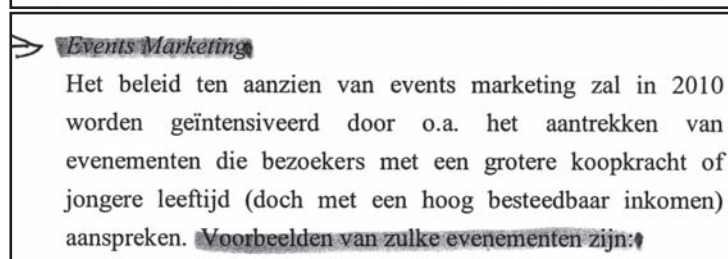 Events Marketing
Het beleid ten aanzien van events marketing zal in 2010
worden geïntensiveerd door o.a. het aantrekken van
evenementen die bezoekers met een grotere koopkracht of
jongere leeftijd (doch met een hoog besteedbaar inkomen)
aanspreken. Voorbeelden van zulke evenementen zijn: